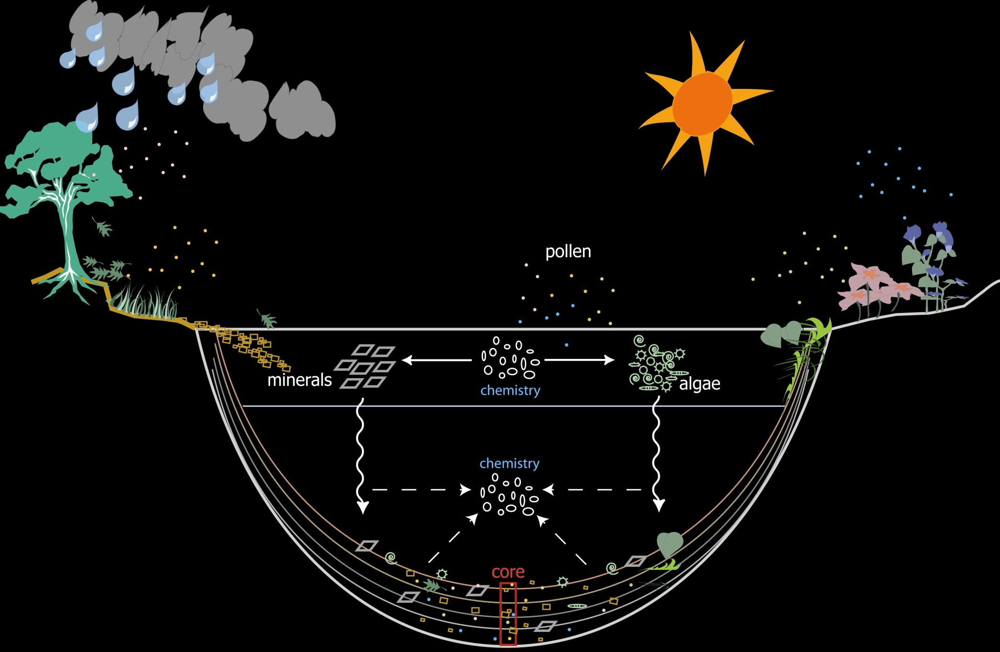 pollen
minerals
chemistry
algae
chemistry
core